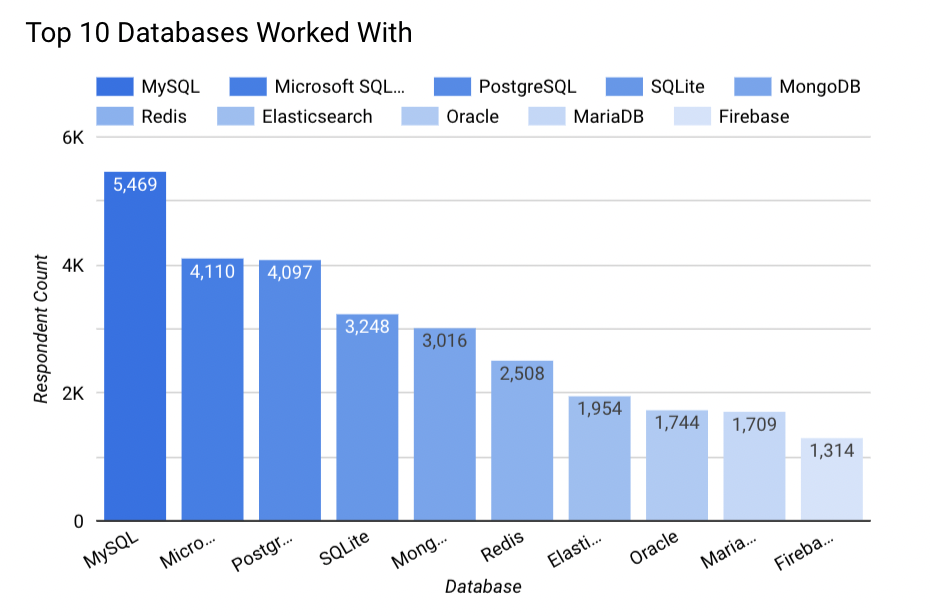 Top 10 Databases Worked With
MySQL Microsoft SQL... PostgreSQL SQLite MongoDB
Redis Elasticsearch Oracle MariaDB Firebase
6K
4K
2K
0
Respondent Count
5,469
4,110
4,097
3,248
3,016
2,508
1,954
1,744
1,709
1,314
MySQL Micro... Postgr... SQLite Mong... Redis Elasti... Oracle Maria... Fireba...
Database